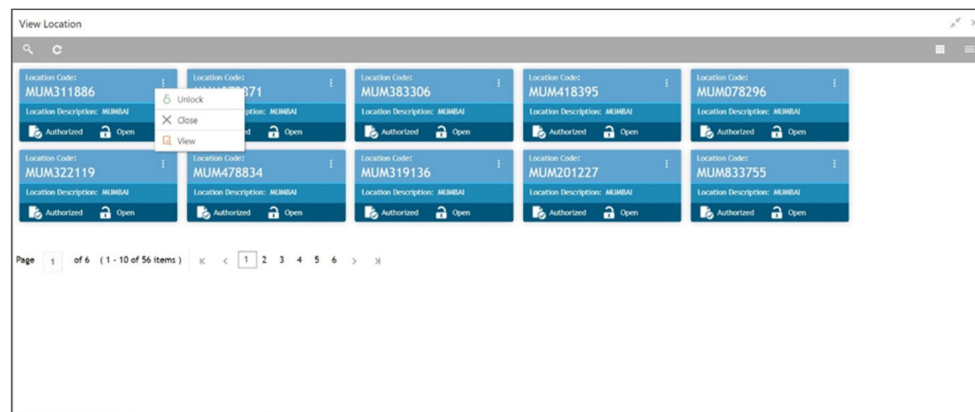 View Location
Location Code:
MUM311886
Location Description: MUMBAI
Authorized Open
Unlock
Close
View
Location Code:
871
ption: MUMBAI
d Open
Location Code:
MUM383306
Location Description: MUMBAI
Authorized Open
Location Code:
MUM418395
Location Description: MUMBAI
Authorized Open
Location Code:
MUM078296
Location Description: MUMBAI
Authorized Open
Location Code:
MUM322119
Location Description: MUMBAI
Authorized Open
Location Code:
MUM478834
Location Description: MUMBAI
Authorized Open
Location Code:
MUM319136
Location Description: MUMBAI
Authorized Open
Location Code:
MUM201227
Location Description: MUMBAI
Authorized Open
Location Code:
MUM833755
Location Description: MUMBAI
Authorized Open
Page 1 of 6 ( 1 - 10 of 56 items ) 1 2 3 4 5 6